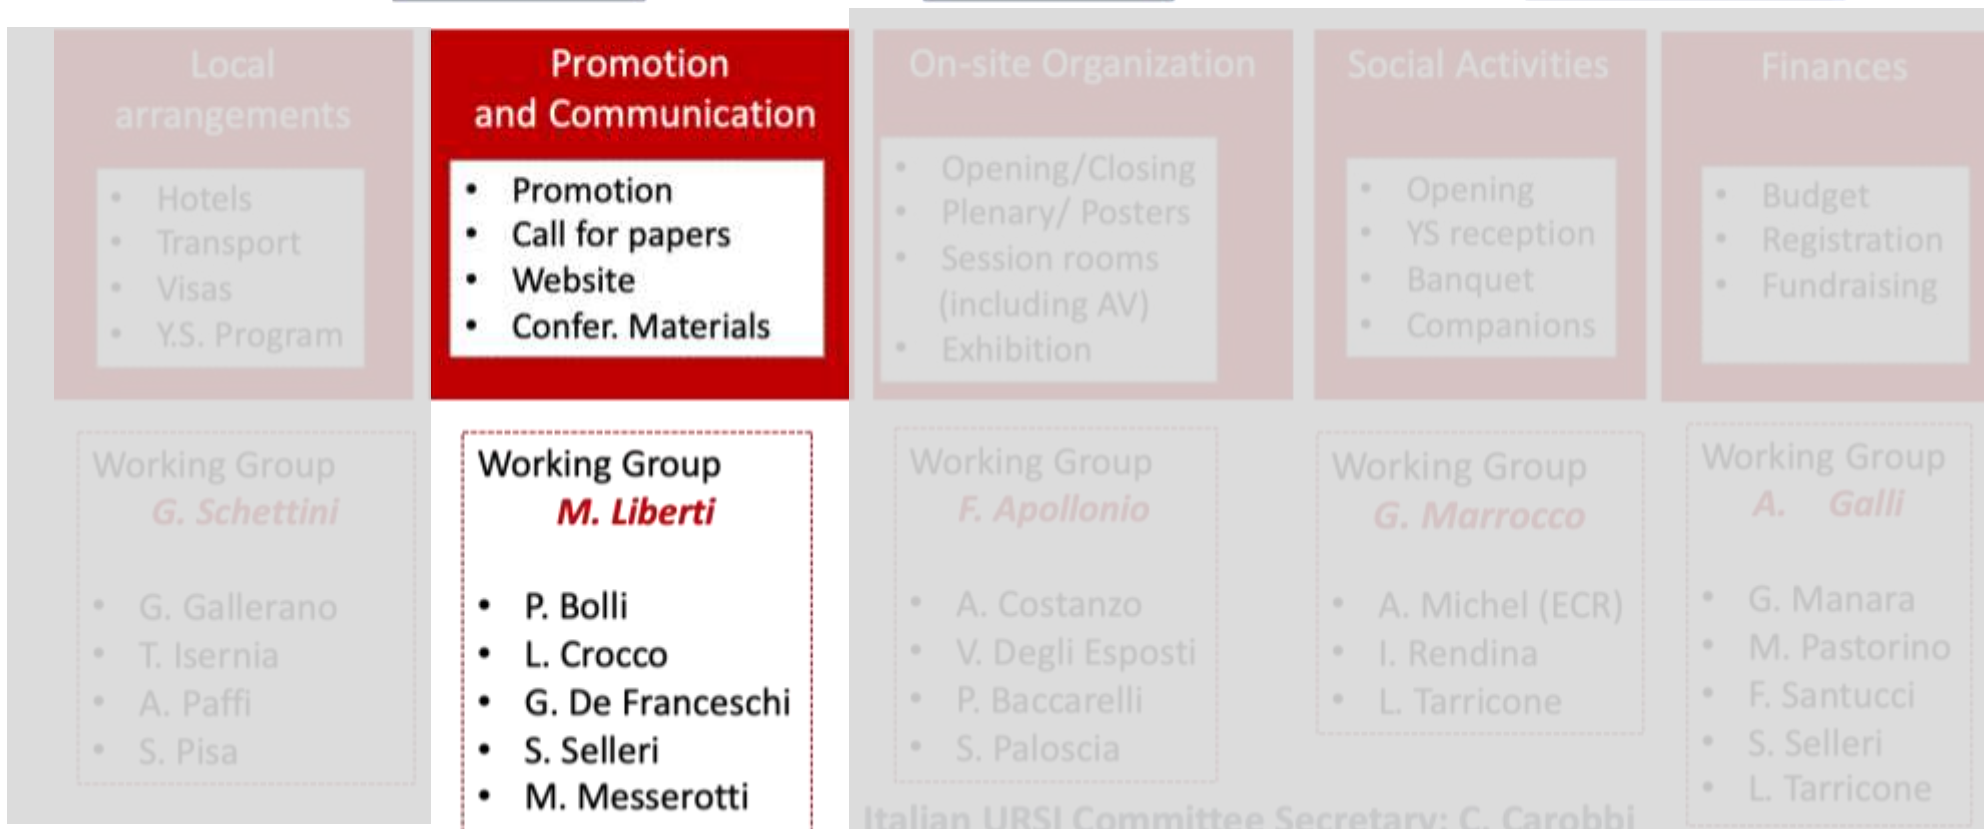 Local
arrangements
• Hotels
• Transport
• Visas
• Y.S. Program
Working Group
G. Schettini
• G. Gallerano
• T. Isernia
• A. Paffi
• S. Pisa
Promotion
and Communication
• Promotion
• Call for papers
• Website
• Confer. Materials
Working Group
M. Liberti
• P. Bolli
• L. Crocco
• G. De Franceschi
• S. Selleri
• M. Messerotti
On-site Organization
• Opening/Closing
• Plenary/ Posters
• Session rooms
(including AV)
• Exhibition
Working Group
F. Apollonio
• A. Costanzo
• V. Degli Esposti
• P. Baccarelli
• S. Paloscia
Social Activities
• Opening
• YS reception
• Banquet
• Companions
Working Group
G. Marrocco
• A. Michel (ECR)
• I. Rendina
• L. Tarricone
Finances
• Budget
• Registration
• Fundraising
Working Group
A. Galli
• G. Manara
• M. Pastorino
• F. Santucci
• S. Selleri
• L. Tarricone
Italian URSI Committee Secretary: C. Carobbi